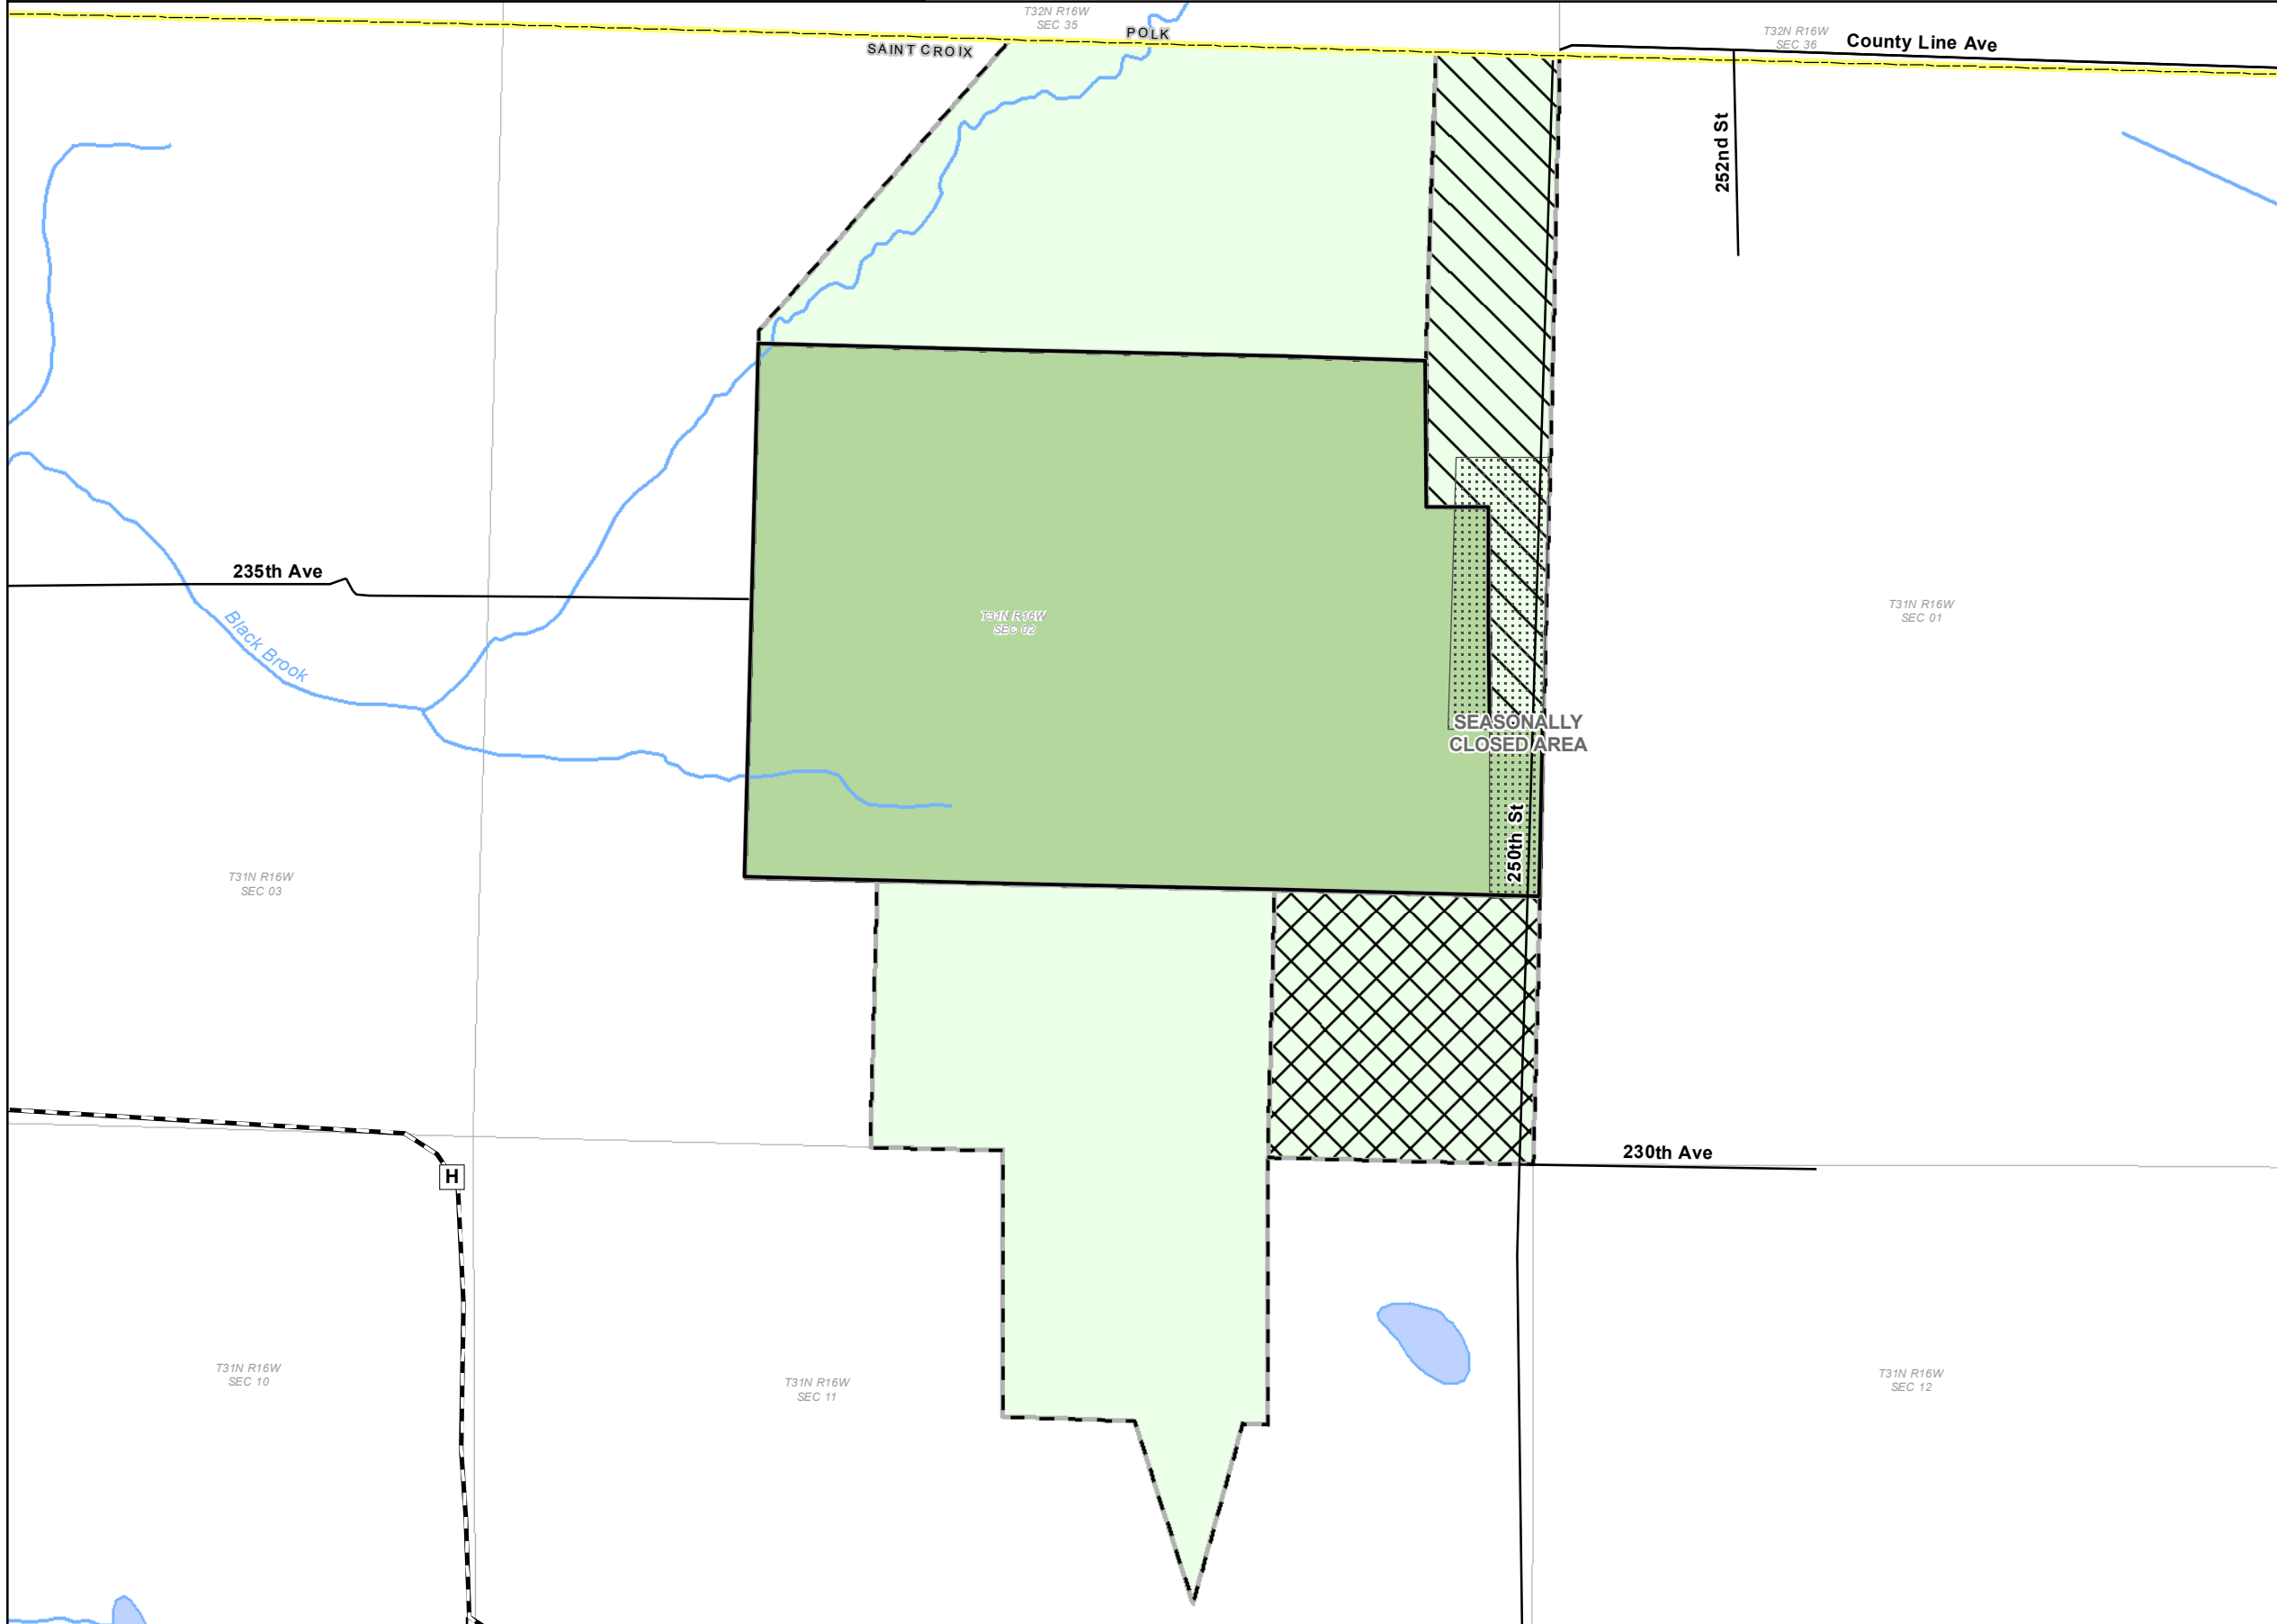 T32N R16W
SEC 35
POLK
SAINT CROIX
T32N R16W
SEC 36
County Line Ave
252nd St
235th Ave
Black Brook
T31N R16W
SEC 02
T31N R16W
SEC 01
SEASONALLY
CLOSED AREA
250th St
T31N R16W
SEC 03
230th Ave
H
T31N R16W
SEC 10
T31N R16W
SEC 11
T31N R16W
SEC 12